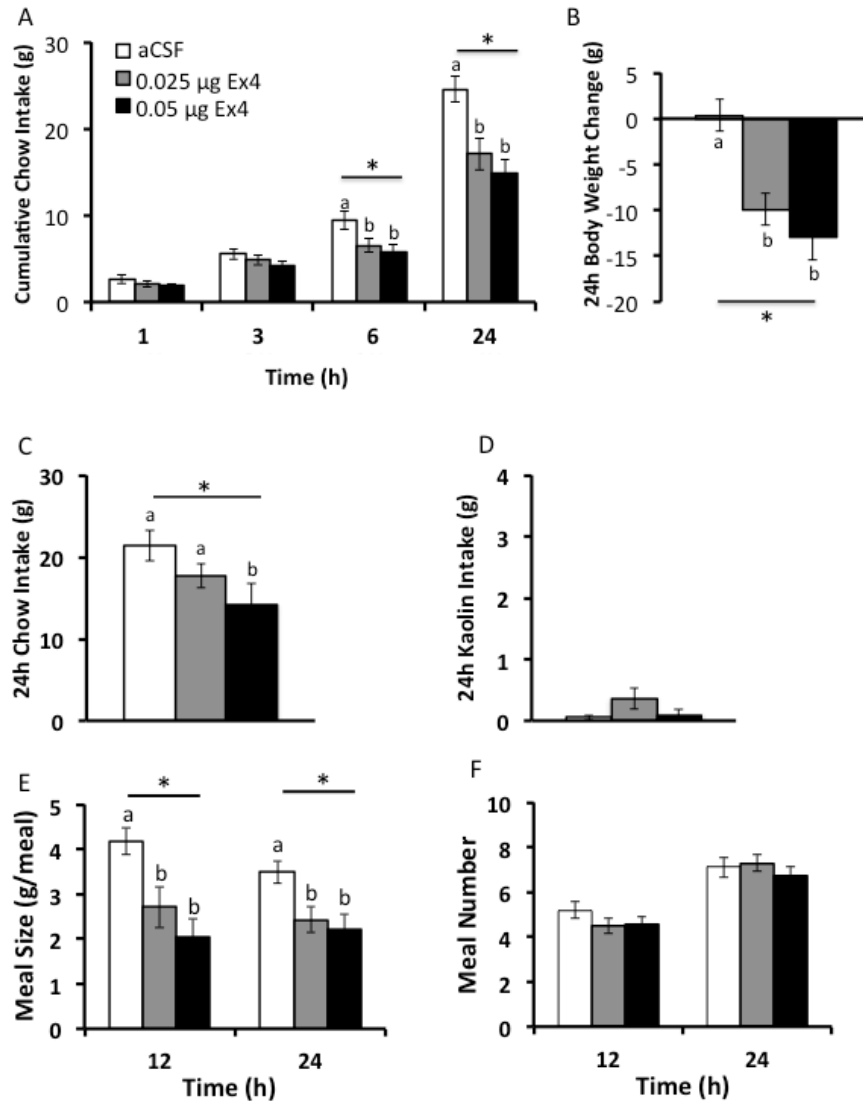 A
Cumulative Chow Intake (g)
30
20
10
0
aCSF
0.025 µg Ex4
0.05 µg Ex4
a
b
b
*
a
b
b
*
1
3
6
24
Time (h)
B
24h Body Weight Change (g)
5
0
-5
-10
-15
-20
a
b
b
*
C
24h Chow Intake (g)
30
20
10
0
a
a
b
*
D
24h Kaolin Intake (g)
4
3
2
1
0
E
Meal Size (g/meal)
5
4
3
2
1
0
a
b
b
*
a
b
b
*
12
24
Time (h)
F
Meal Number
10
8
6
4
2
0
12
24
Time (h)